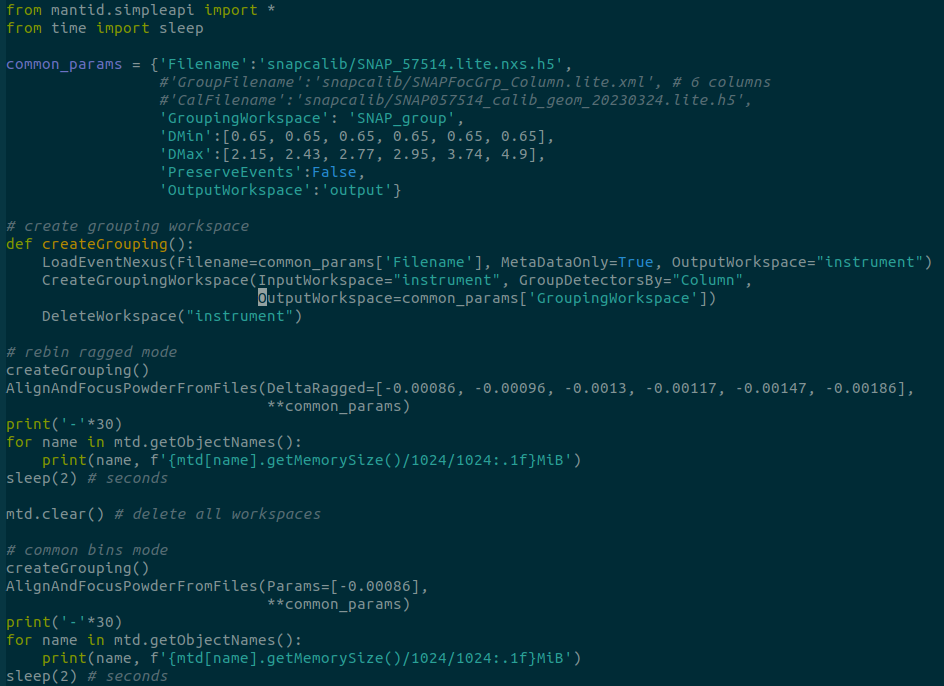 from mantid.simpleapi import *
from time import sleep

common_params = {'Filename':'snapcalib/SNAP_57514.lite.nxs.h5',
                 #'GroupFilename':'snapcalib/SNAPFocGrp_Column.lite.xml', # 6 columns
                 #'CalFilename':'snapcalib/SNAP057514_calib_geom_20230324.lite.h5',
                 'GroupingWorkspace': 'SNAP_group',
                 'DMin':[0.65, 0.65, 0.65, 0.65, 0.65, 0.65],
                 'DMax':[2.15, 2.43, 2.77, 2.95, 3.74, 4.9],
                 'PreserveEvents':False,
                 'OutputWorkspace':'output'}

# create grouping workspace
def createGrouping():
    LoadEventNexus(Filename=common_params['Filename'], MetaDataOnly=True, OutputWorkspace="instrument")
    CreateGroupingWorkspace(InputWorkspace="instrument", GroupDetectorsBy="Column",
                            OutputWorkspace=common_params['GroupingWorkspace'])
    DeleteWorkspace("instrument")

# rebin ragged mode
createGrouping()
AlignAndFocusPowderFromFiles(DeltaRagged=[-0.00086, -0.00096, -0.0013, -0.00117, -0.00147, -0.00186],
                             **common_params)
print('-'*30)
for name in mtd.getObjectNames():
    print(name, f'{mtd[name].getMemorySize()/1024/1024:.1f}MiB')
sleep(2) # seconds

mtd.clear() # delete all workspaces

# common bins mode
createGrouping()
AlignAndFocusPowderFromFiles(Params=[-0.00086],
                             **common_params)
print('-'*30)
for name in mtd.getObjectNames():
    print(name, f'{mtd[name].getMemorySize()/1024/1024:.1f}MiB')
sleep(2) # seconds